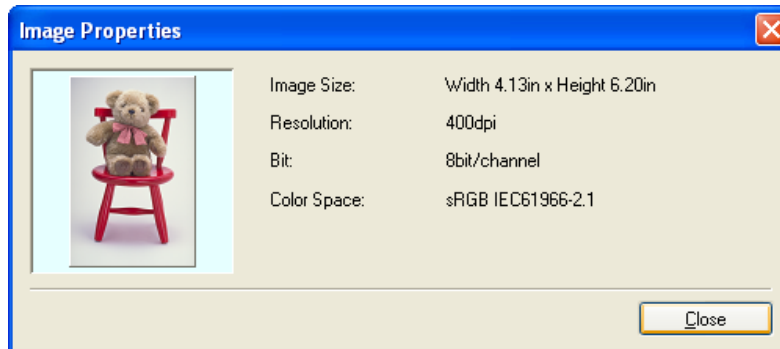 Image Properties
Image Size: Width 4.13in x Height 6.20in
Resolution: 400dpi
Bit: 8bit/channel
Color Space: sRGB IEC61966-2.1
Close